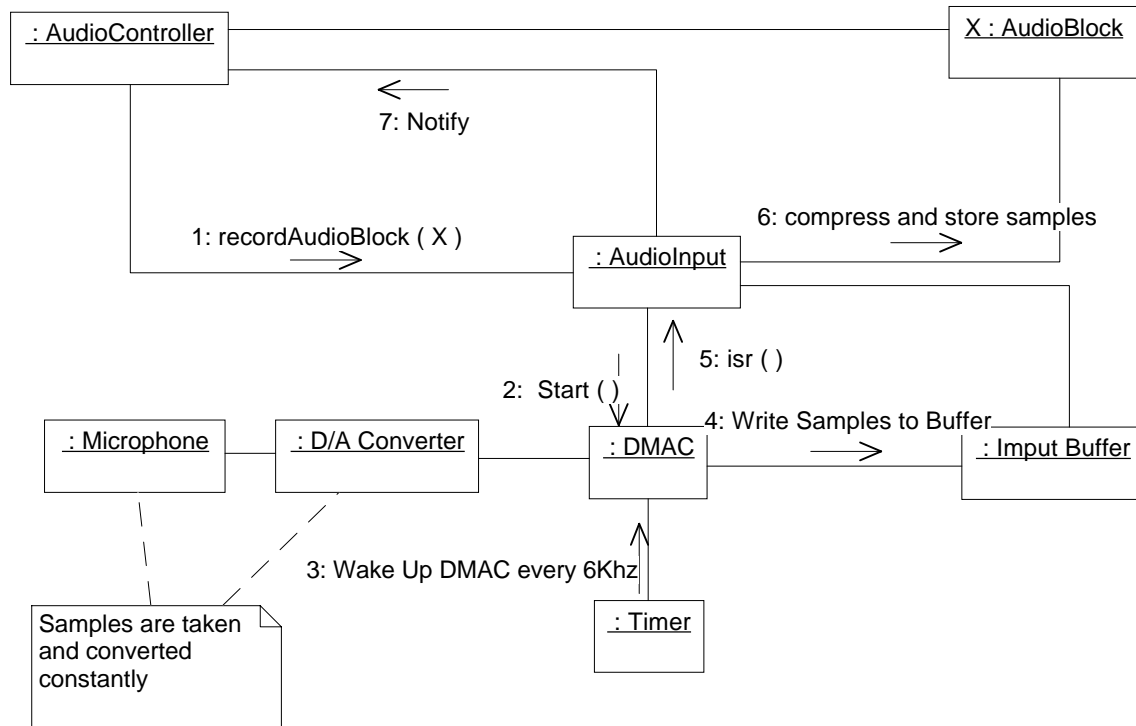 : AudioController
X : AudioBlock
7: Notify
1: recordAudioBlock ( X )
6: compress and store samples
: AudioInput
5: isr ( )
2: Start ( )
4: Write Samples to Buffer
: Microphone
: D/A Converter
: DMAC
: Imput Buffer
3: Wake Up DMAC every 6Khz
: Timer
Samples are taken
and converted
constantly